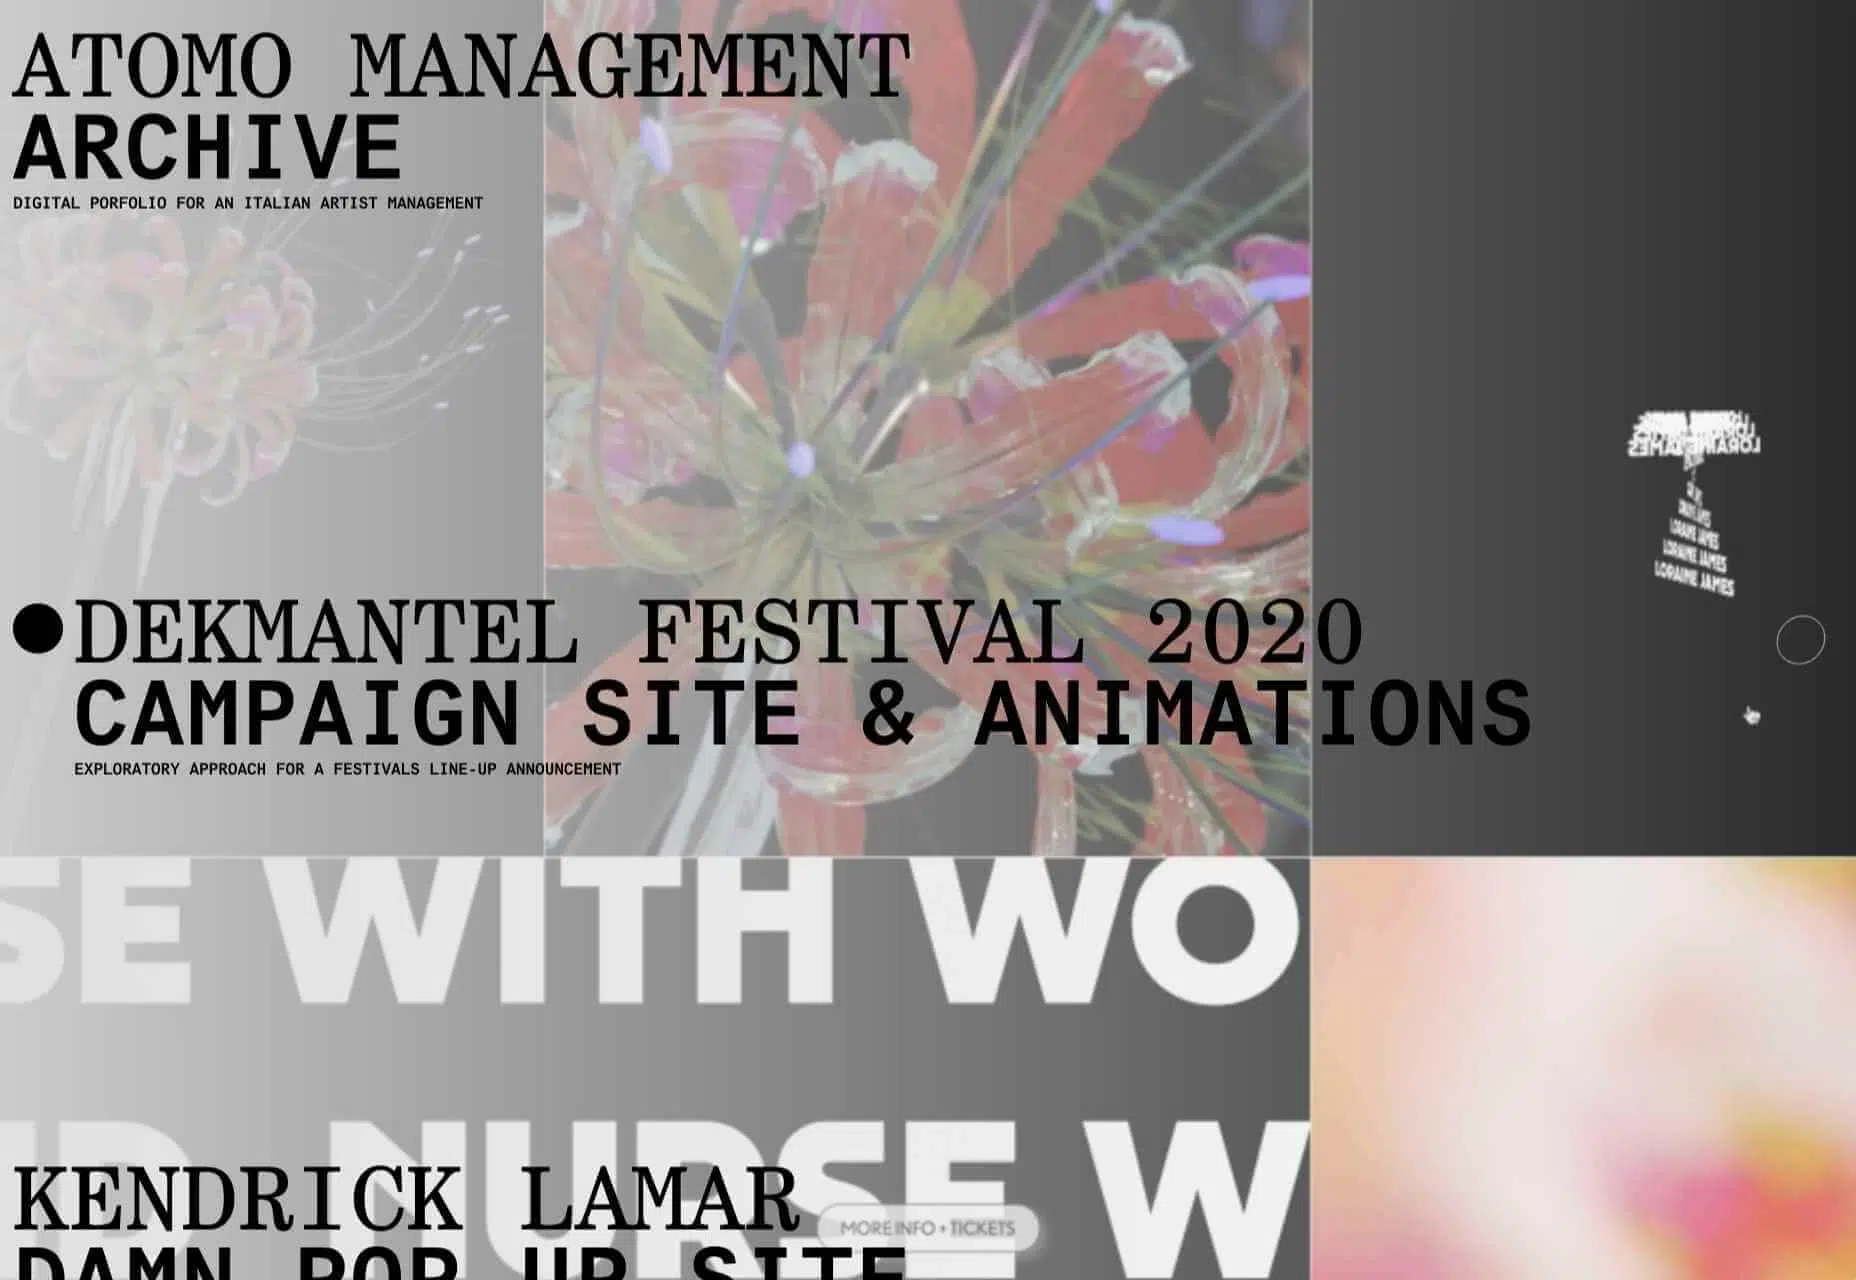 ATOMO MANAGEMENT
ARCHIVE
DIGITAL PORFOLIO FOR AN ITALIAN ARTIST MANAGEMENT
LORAINE JAMES
LORAINE JAMES
LORAINE JAMES
LORAINE JAMES
DEKMANTEL FESTIVAL 2020
CAMPAIGN SITE & ANIMATIONS
EXPLORATORY APPROACH FOR A FESTIVALS LINE-UP ANNOUNCEMENT
SE WITH WO
ND NURSE W
KENDRICK LAMAR
MORE INFO + TICKETS
DAMN POP UP SITE